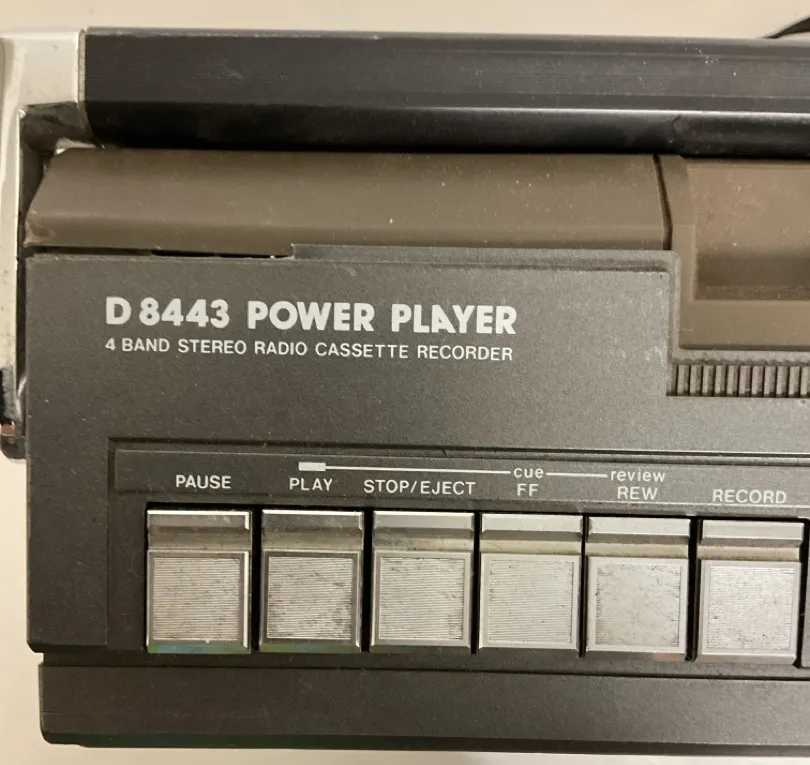 D 8443 POWER PLAYER
4 BAND STEREO RADIO CASSETTE RECORDER
cue review
PAUSE PLAY STOP/EJECT FF REW RECORD